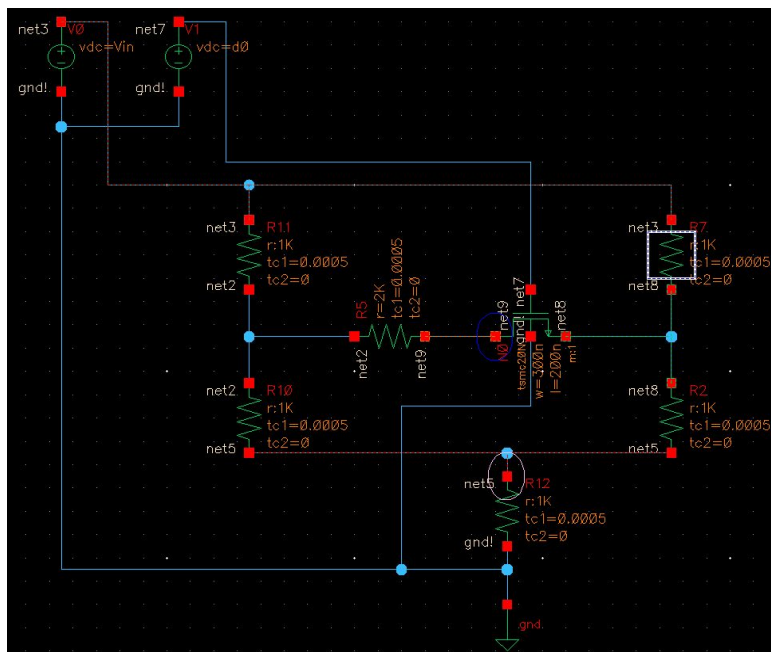 net3
V0
vdc=Vin
gnd!
net7
V1
vdc=d0
gnd!
net3
R11
r:1K
tc1=0.0005
tc2=0
net2
net3
R7
r:1K
tc1=0.0005
tc2=0
net8
R5
r=2K
tc1=0.0005
tc2=0
net2
net9
net9
N0
net7
gnd!
net8
tsmc20N
w=300n
l=200n
m:1
net2
R10
r:1K
tc1=0.0005
tc2=0
net5
net8
R2
r:1K
tc1=0.0005
tc2=0
net5
net5
R12
r:1K
tc1=0.0005
tc2=0
gnd!
gnd